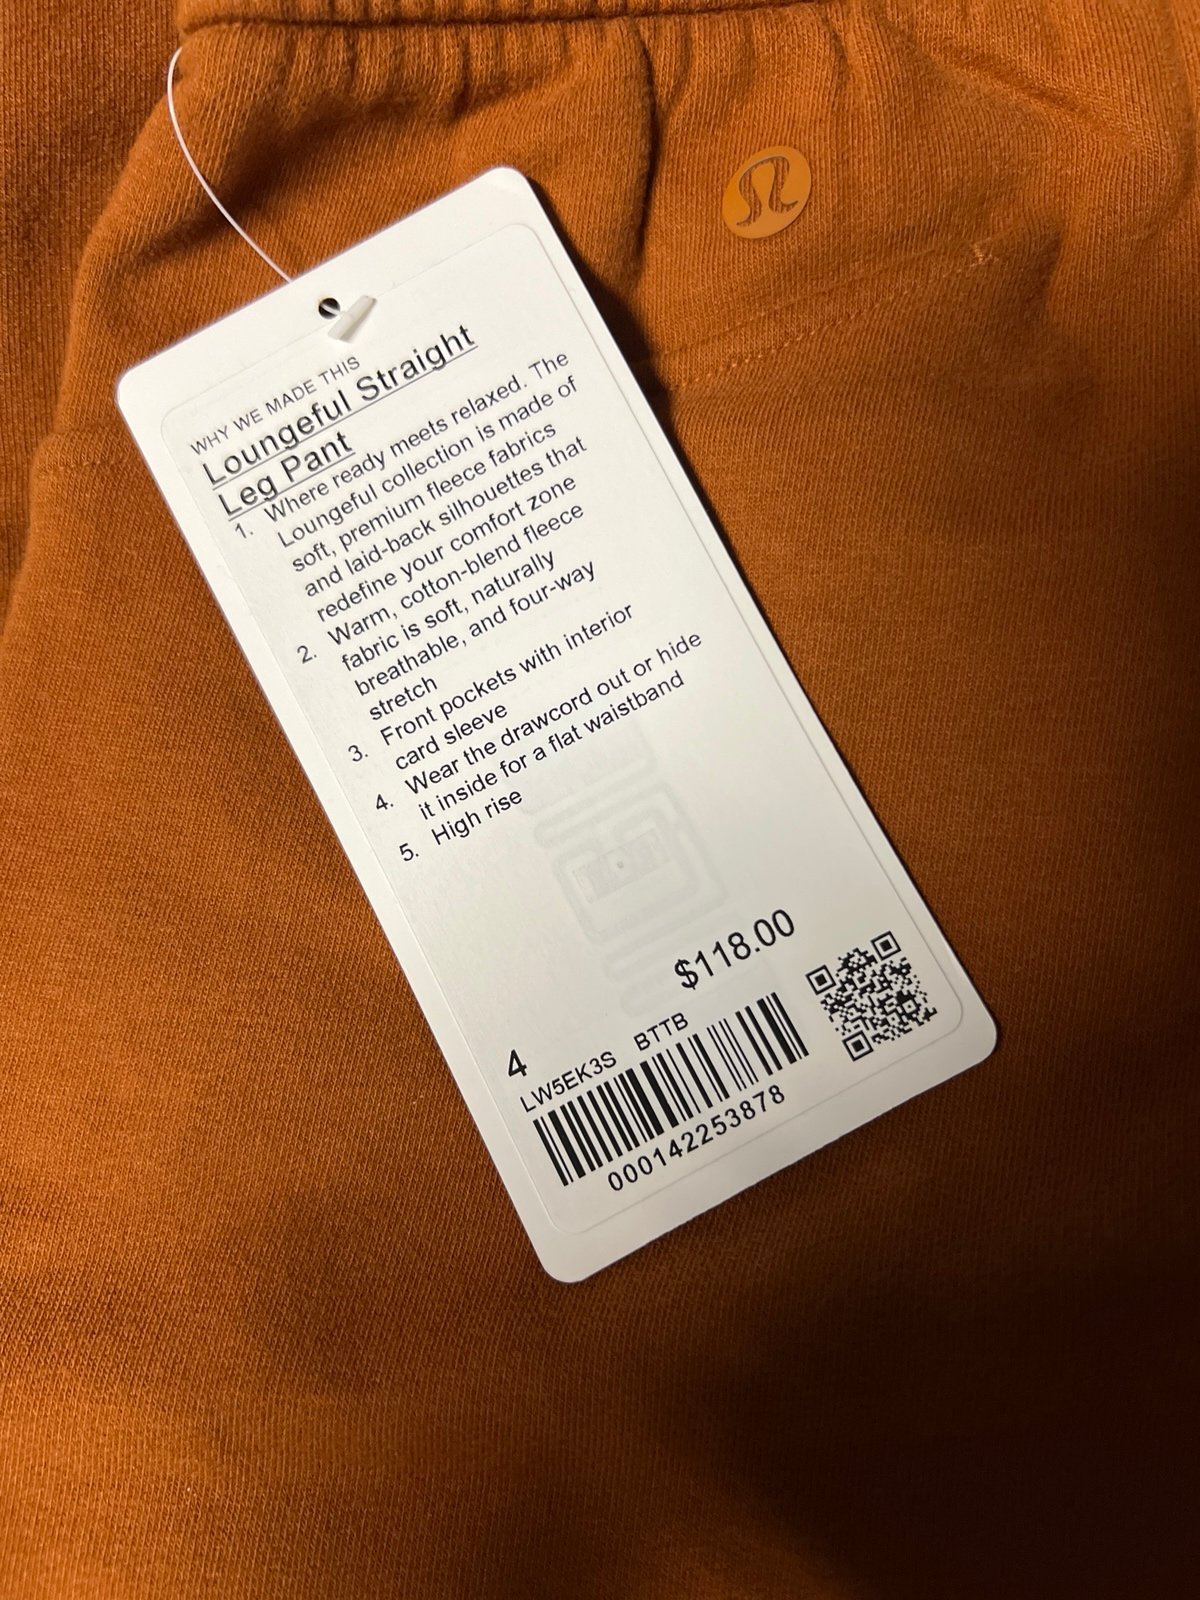 WHY WE MADE THIS
Loungeful Straight
Leg Pant
1. Where ready meets relaxed. The
Loungeful collection is made of
soft, premium fleece fabrics
and laid-back silhouettes that
redefine your comfort zone
2. Warm, cotton-blend fleece
fabric is soft, naturally
breathable, and four-way
stretch
3. Front pockets with interior
card sleeve
4. Wear the drawcord out or hide
it inside for a flat waistband
5. High rise
$118.00
4
LW5EK3S BTTB
000142253878